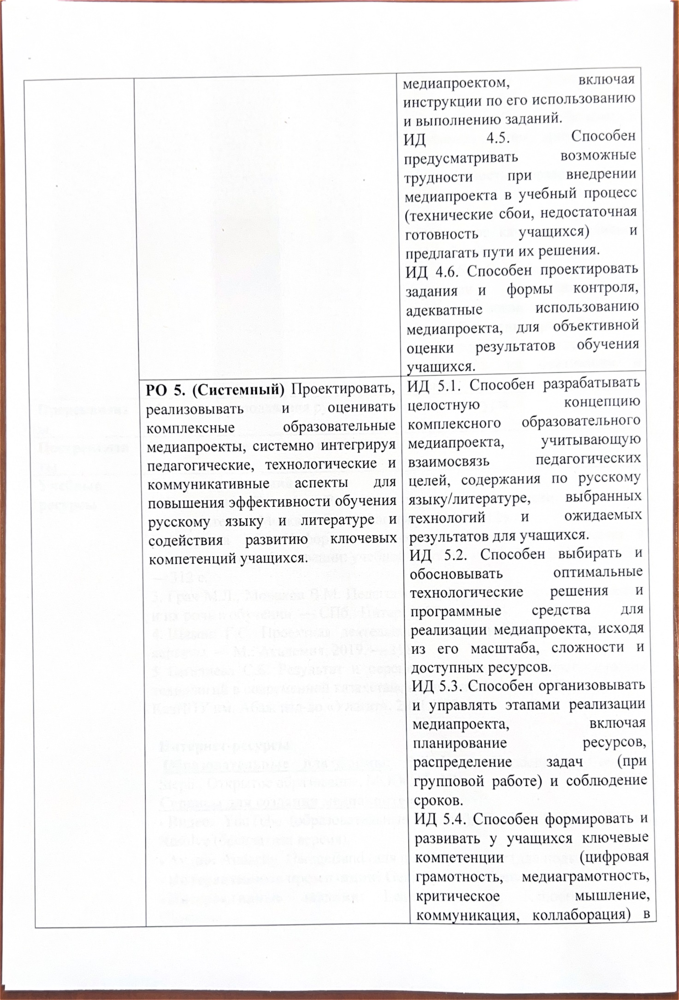 медиапроектом, включая
инструкции по его использованию
и выполнению заданий.
ИД 4.5. Способен
предусматривать возможные
трудности при внедрении
медиапроекта в учебный процесс
(технические сбои, недостаточная
готовность учащихся) и
предлагать пути их решения.
ИД 4.6. Способен проектировать
задания и формы контроля,
адекватные использованию
медиапроекта, для объективной
оценки результатов обучения
учащихся.
РО 5. (Системный) Проектировать,
реализовывать и оценивать
комплексные образовательные
медиапроекты, системно интегрируя
педагогические, технологические и
коммуникативные аспекты для
повышения эффективности обучения
русскому языку и литературе и
содействия развитию ключевых
компетенций учащихся.
ИД 5.1. Способен разрабатывать
целостную концепцию
комплексного образовательного
медиапроекта, учитывающую
взаимосвязь педагогических
целей, содержания по русскому
языку/литературе, выбранных
технологий и ожидаемых
результатов для учащихся.
ИД 5.2. Способен выбирать и
обосновывать оптимальные
технологические решения и
программные средства для
реализации медиапроекта, исходя
из его масштаба, сложности и
доступных ресурсов.
ИД 5.3. Способен организовывать
и управлять этапами реализации
медиапроекта, включая
планирование ресурсов,
распределение задач (при
групповой работе) и соблюдение
сроков.
ИД 5.4. Способен формировать и
развивать у учащихся ключевые
компетенции (цифровая
грамотность, медиаграмотность,
критическое мышление,
коммуникация, коллаборация) в